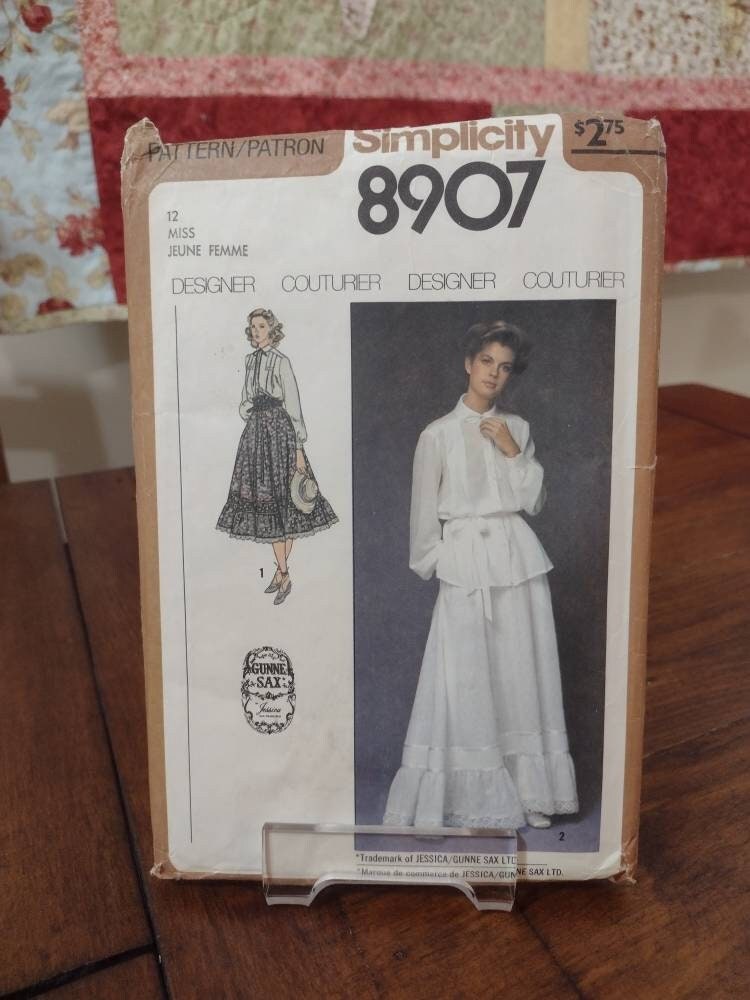 PATTERN/PATRON
Simplicity
$2.75
8907
12
MISS
JEUNE FEMME
DESIGNER COUTURIER DESIGNER COUTURIER
1
GUNNE
SAX
Jessica
2
*Trademark of JESSICA/GUNNE SAX LTD
*Marque de commerce de JESSICA/GUNNE SAX LTD.